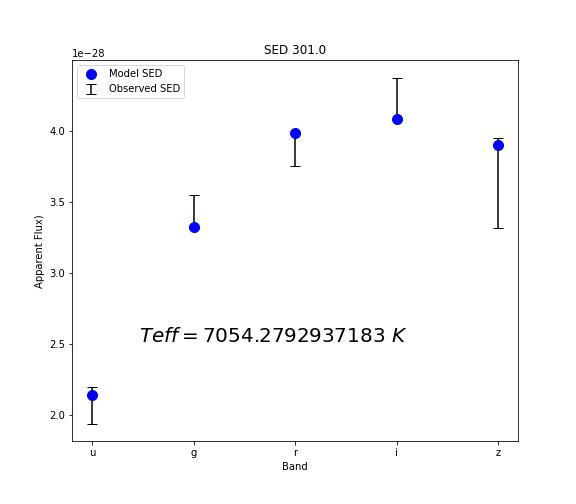 SED 301.0
1e−28
Model SED
Observed SED
4.0
3.5
3.0
2.5
2.0
Apparent Flux)
Teff = 7054.2792937183 K
u g r i z
Band